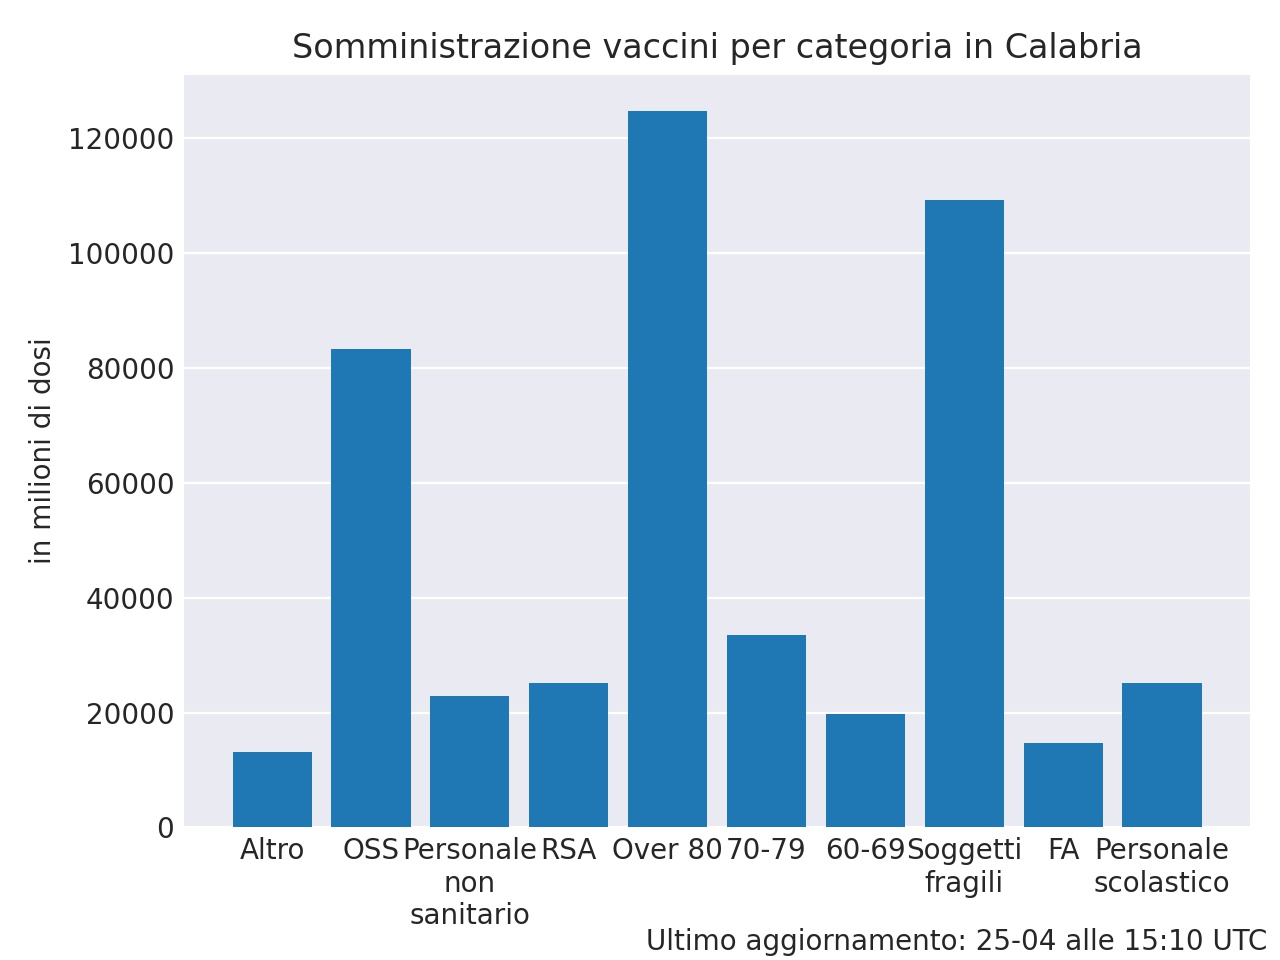 Somministrazione vaccini per categoria in Calabria
in milioni di dosi
120000
100000
80000
60000
40000
20000
0
Altro
OSS
Personale
non
sanitario
RSA
Over 80
70-79
60-69
Soggetti
fragili
FA
Personale
scolastico
Ultimo aggiornamento: 25-04 alle 15:10 UTC